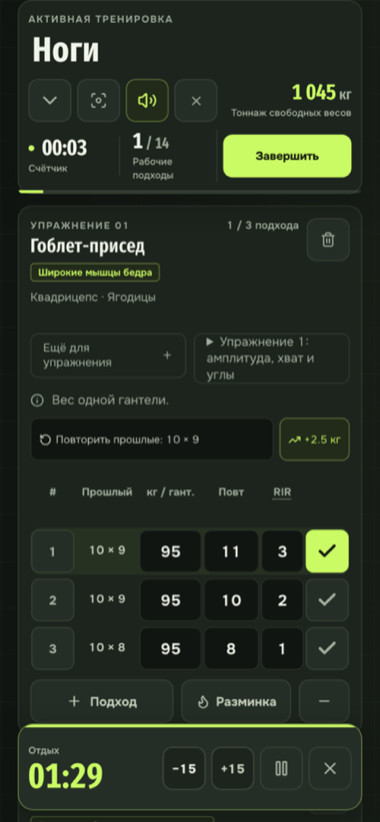 АКТИВНАЯ ТРЕНИРОВКА
Ноги
1 045 кг
Тоннаж свободных весов
00:03
Счётчик
1 / 14
Рабочие
подходы
Завершить
УПРАЖНЕНИЕ 01
1 / 3 подхода
Гоблет-присед
Широкие мышцы бедра
Квадрицепс · Ягодицы
Ещё для
упражнения
+
▶ Упражнение 1:
амплитуда, хват и
углы
Вес одной гантели.
Повторить прошлые: 10 × 9
+2.5 кг
# Прошлый кг / гант. Повт RIR
1 10 × 9 95 11 3
2 10 × 9 95 10 2
3 10 × 8 95 8 1
+ Подход
Разминка
−
Отдых
01:29
−15
+15